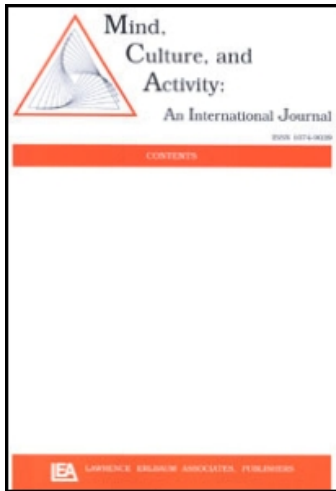 Mind,
Culture, and
Activity:
An International Journal
ISSN 1074-9039
CONTENTS
LEA LAWRENCE ERLBAUM ASSOCIATES, PUBLISHERS